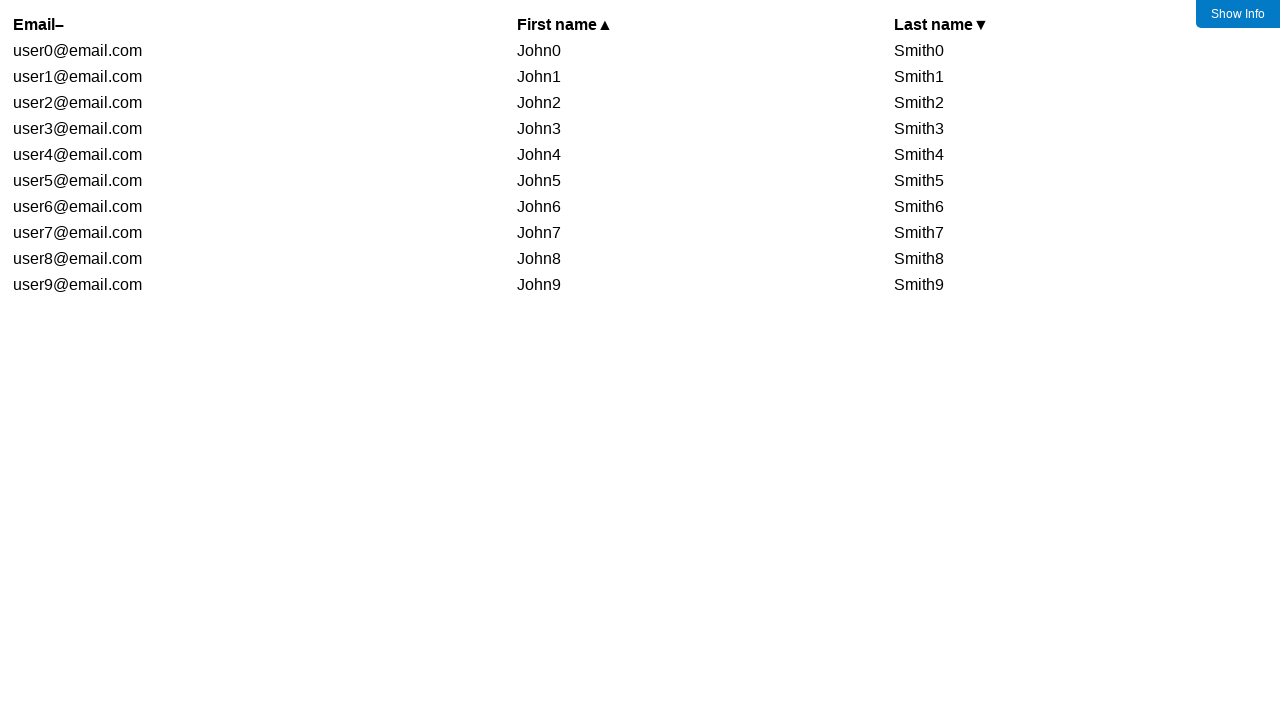 Show Info
Email– First name▲ Last name▼
user0@email.com John0 Smith0
user1@email.com John1 Smith1
user2@email.com John2 Smith2
user3@email.com John3 Smith3
user4@email.com John4 Smith4
user5@email.com John5 Smith5
user6@email.com John6 Smith6
user7@email.com John7 Smith7
user8@email.com John8 Smith8
user9@email.com John9 Smith9